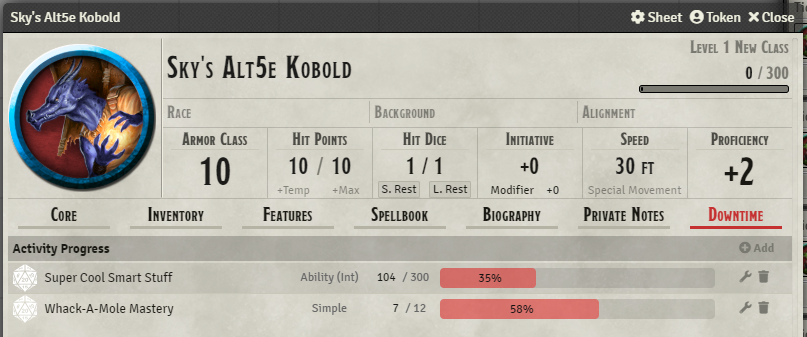 Sky's Alt5e Kobold Sheet Token Close
Sky's Alt5e Kobold
Level 1 New Class
0 / 300
Race Background Alignment
Armor Class Hit Points Hit Dice Initiative Speed Proficiency
10 10 / 10 1 / 1 +0 30 ft +2
+Temp +Max S. Rest L. Rest Modifier +0 Special Movement
Core Inventory Features Spellbook Biography Private Notes Downtime
Activity Progress Add
Super Cool Smart Stuff Ability (Int) 104 / 300 35%
Whack-A-Mole Mastery Simple 7 / 12 58%